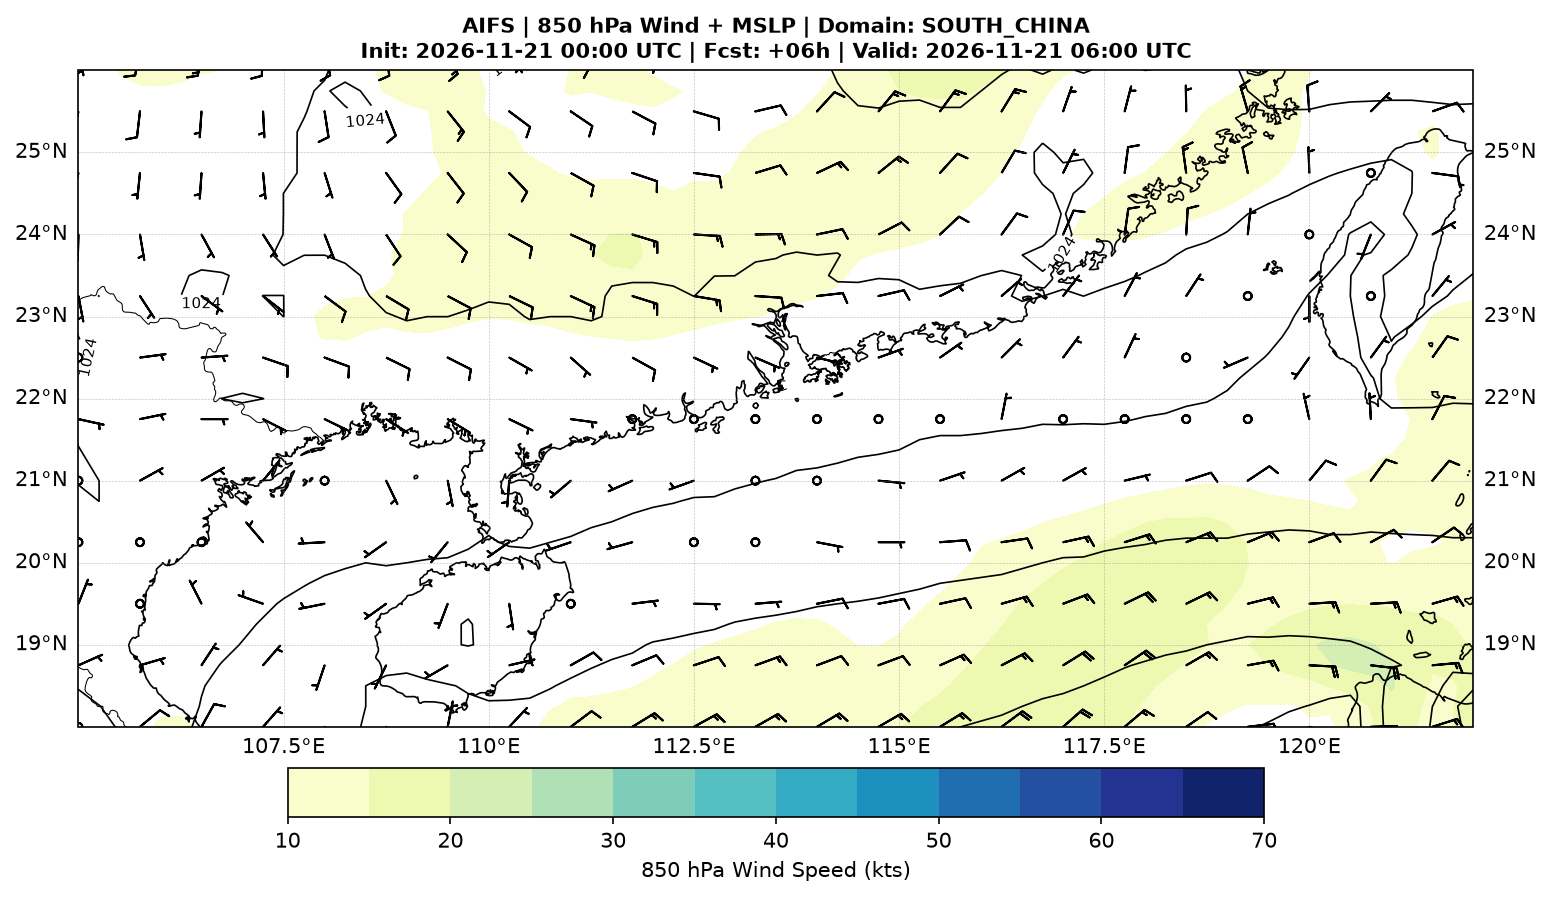 AIFS | 850 hPa Wind + MSLP | Domain: SOUTH_CHINA
Init: 2026-11-21 00:00 UTC | Fcst: +06h | Valid: 2026-11-21 06:00 UTC
1024
25°N
25°N
24°N
24°N
1024
1024
23°N
23°N
1024
22°N
22°N
21°N
21°N
20°N
20°N
19°N
19°N
107.5°E
110°E
112.5°E
115°E
117.5°E
120°E
10
20
30
40
50
60
70
850 hPa Wind Speed (kts)